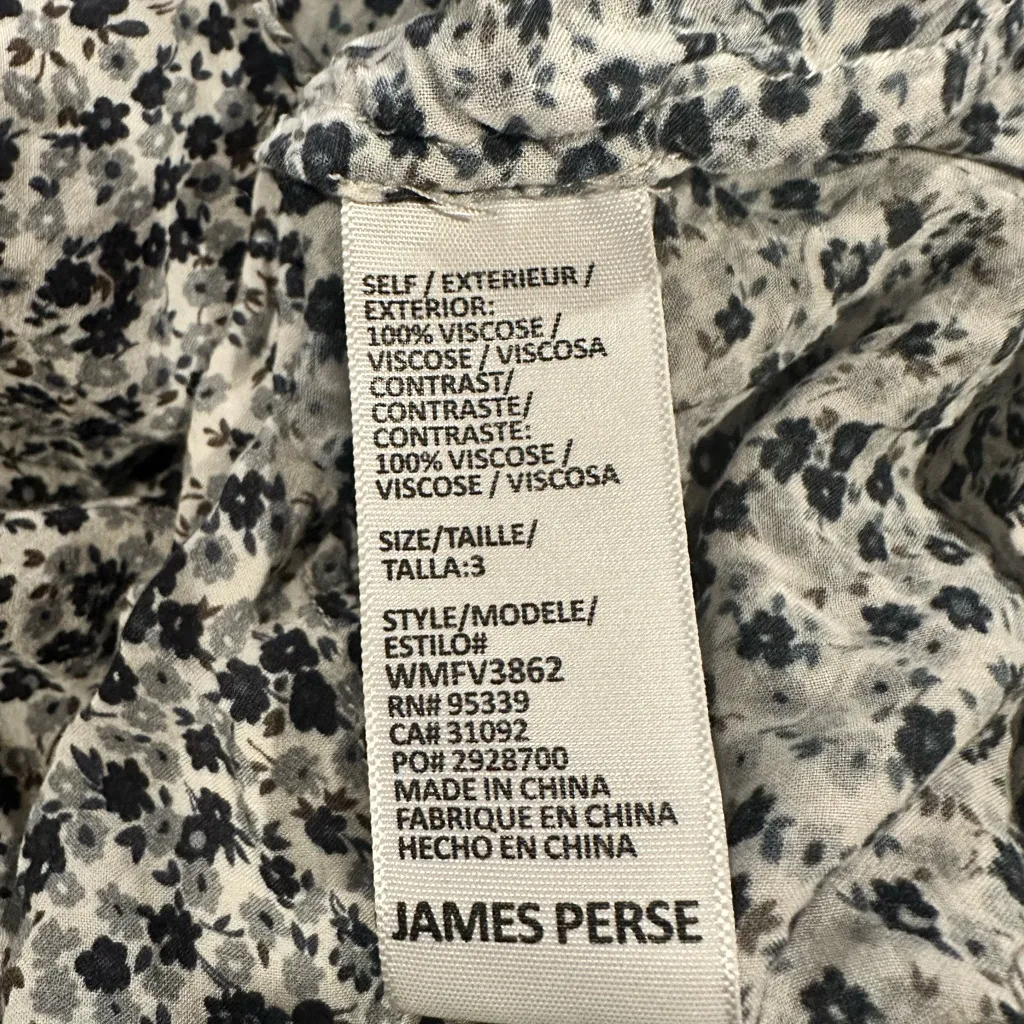 SELF / EXTERIEUR /
EXTERIOR:
100% VISCOSE /
VISCOSE / VISCOSA
CONTRAST/
CONTRASTE/
CONTRASTE:
100% VISCOSE /
VISCOSE / VISCOSA
SIZE/TAILLE/
TALLA:3
STYLE/MODELE/
ESTILO#
WMFV3862
RN# 95339
CA# 31092
PO# 2928700
MADE IN CHINA
FABRIQUE EN CHINA
HECHO EN CHINA
JAMES PERSE